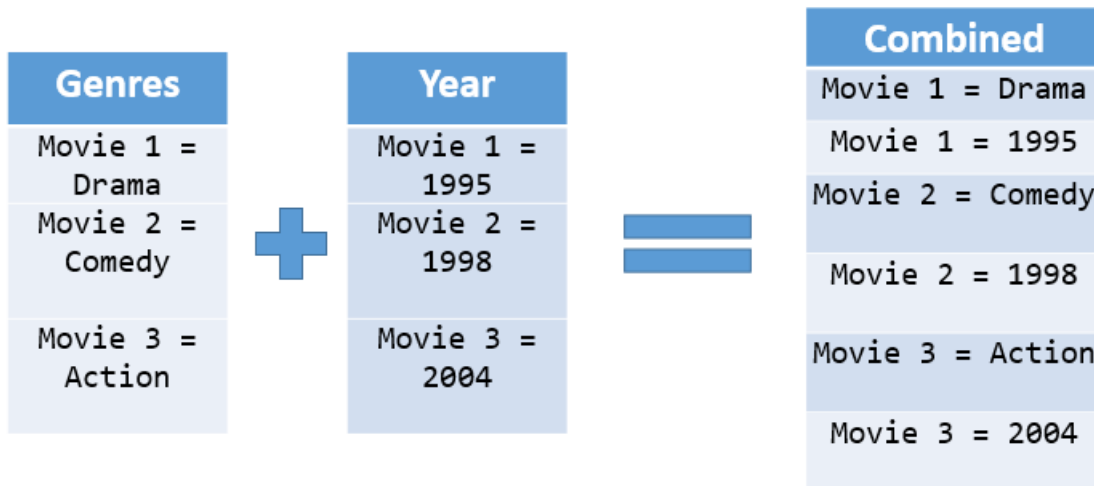 Genres
Movie 1 =
Drama
Movie 2 =
Comedy
Movie 3 =
Action
Year
Movie 1 =
1995
Movie 2 =
1998
Movie 3 =
2004
Combined
Movie 1 = Drama
Movie 1 = 1995
Movie 2 = Comedy
Movie 2 = 1998
Movie 3 = Action
Movie 3 = 2004